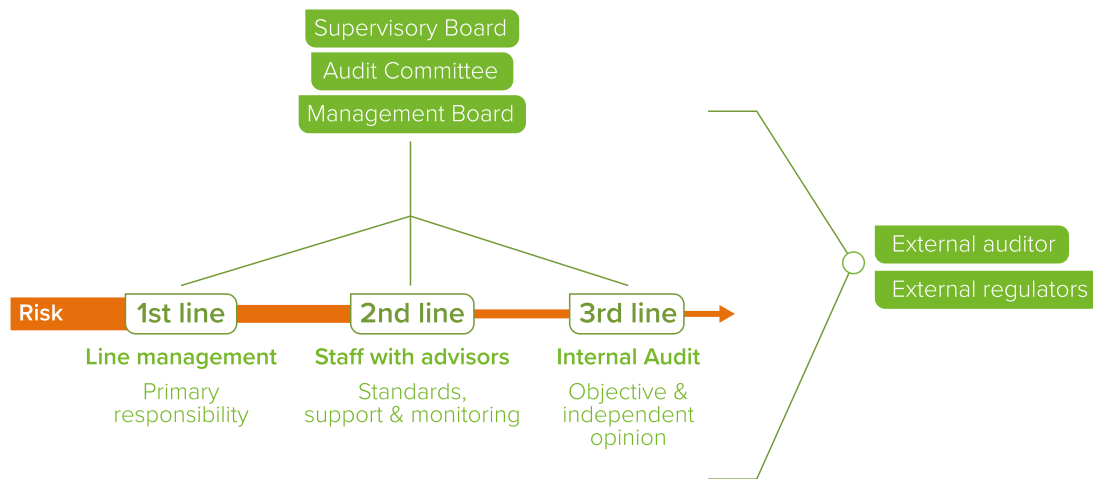 Supervisory Board
Audit Committee
Management Board
External auditor
External regulators
Risk
1st line
2nd line
3rd line
Line management
Primary
responsibility
Staff with advisors
Standards,
support & monitoring
Internal Audit
Objective &
independent
opinion